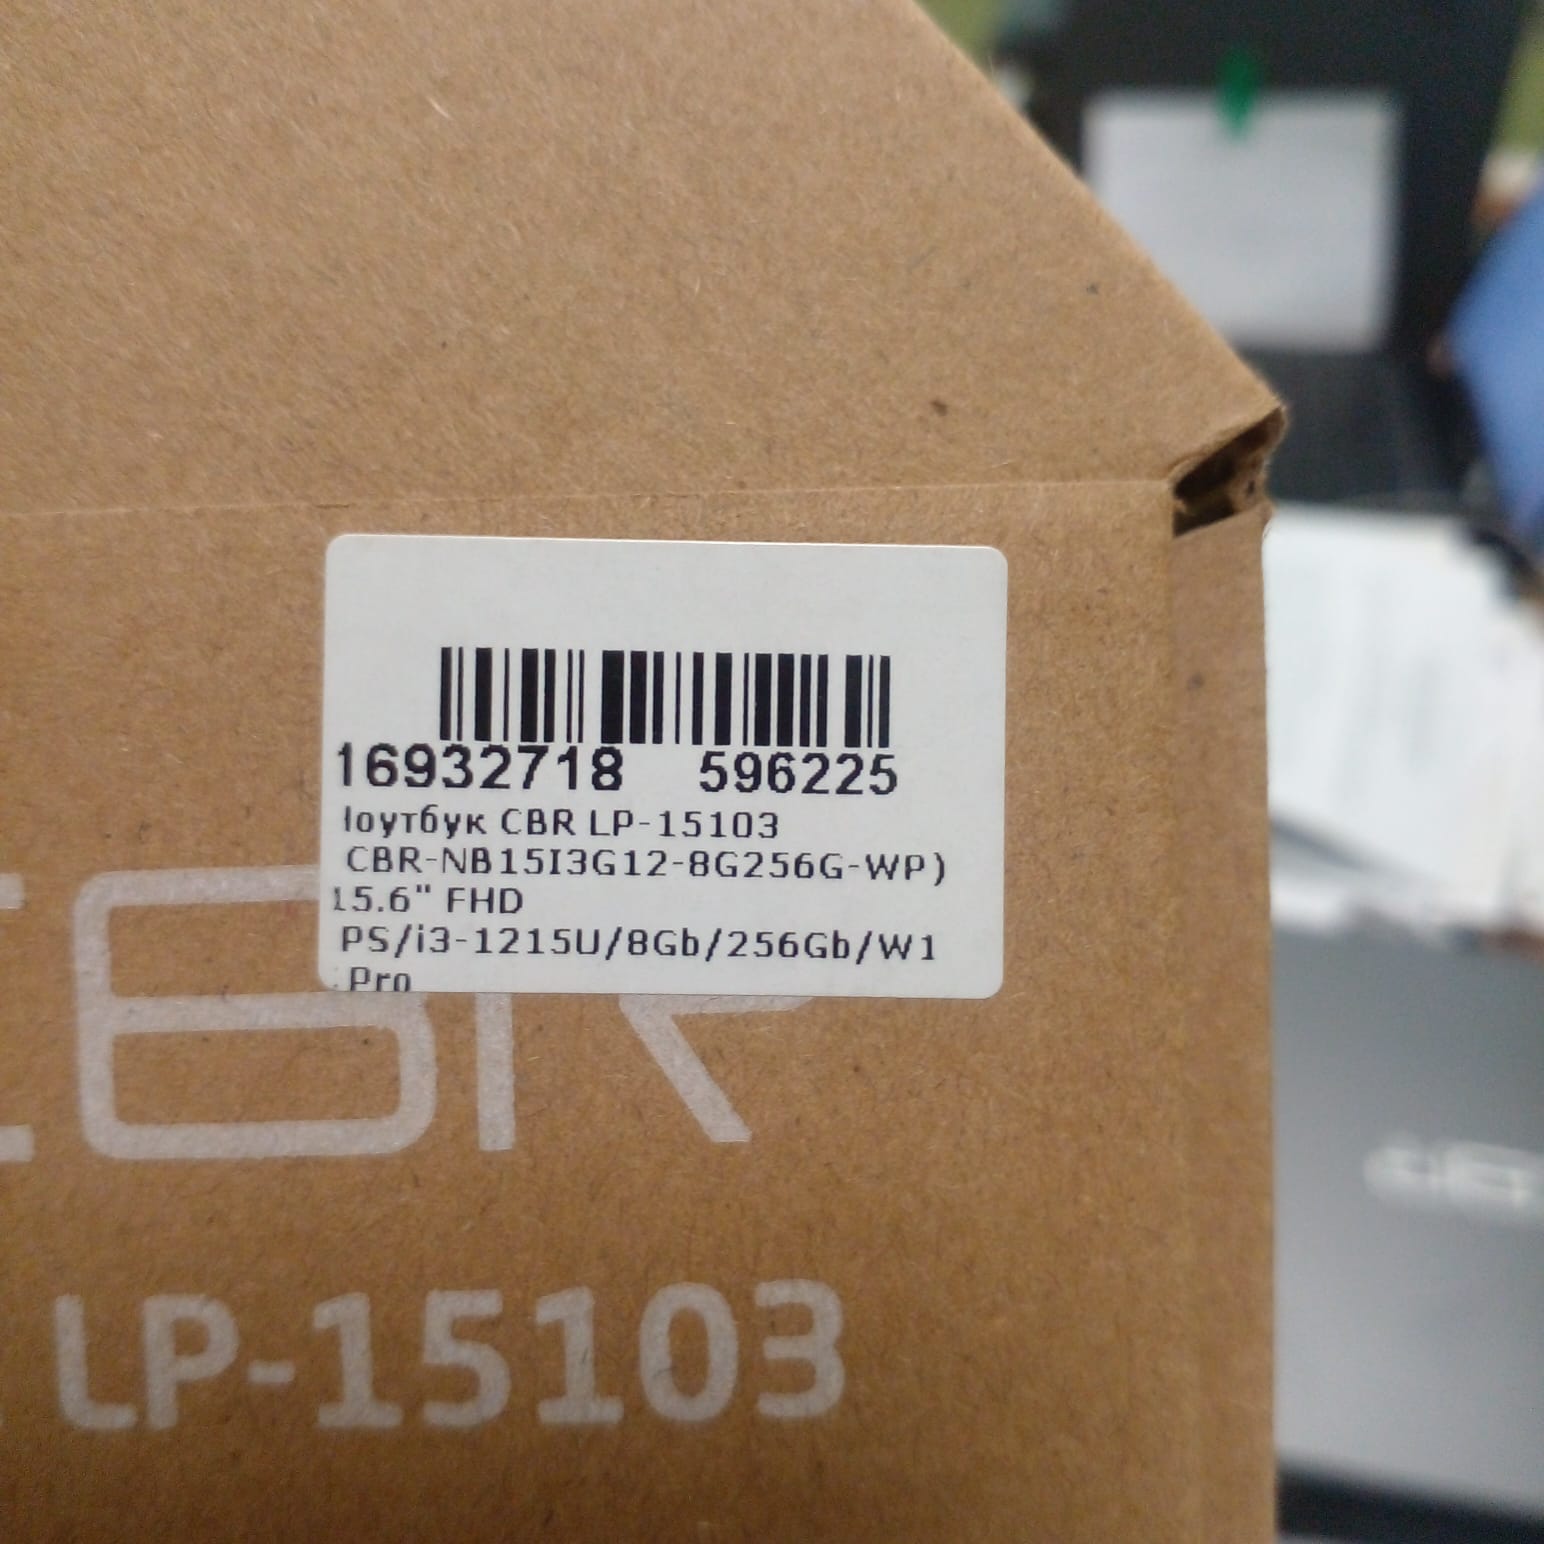 16932718 596225
Ноутбук CBR LP-15103
CBR-NB15I3G12-8G256G-WP)
15.6" FHD
PS/i3-1215U/8Gb/256Gb/W1
Pro
CBR
LP-15103